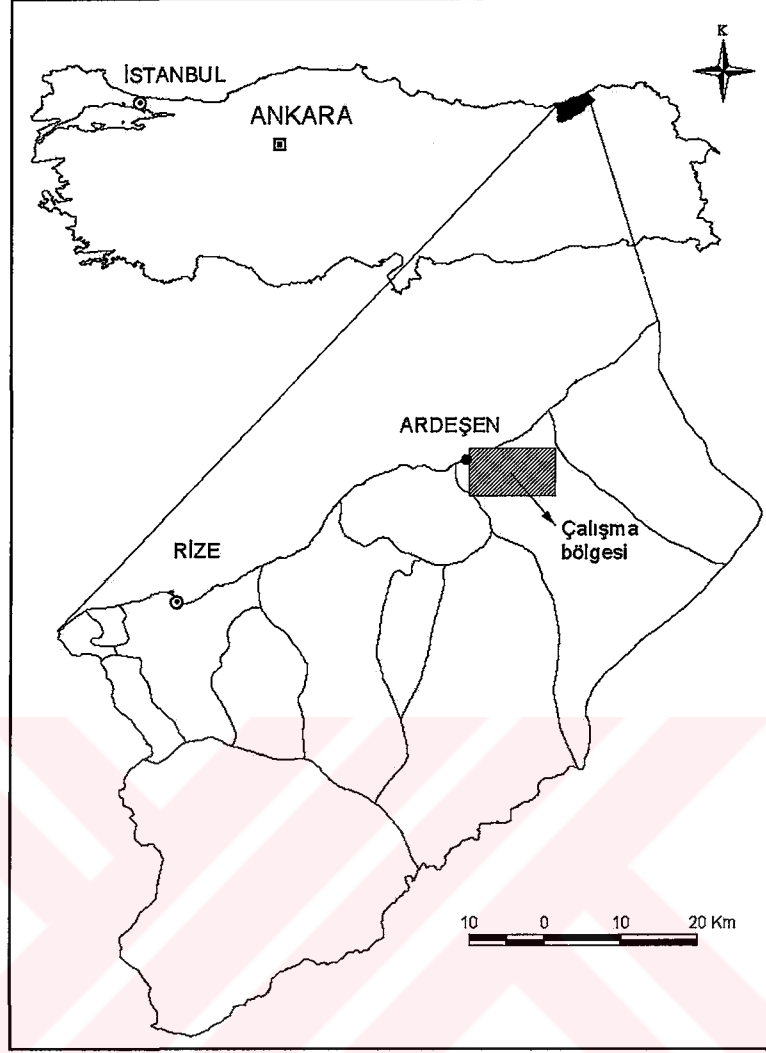 K
İSTANBUL
ANKARA
ARDEŞEN
Çalışma
bölgesi
RİZE
10 0 10 20 Km